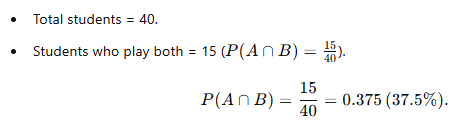 • Total students = 40.
• Students who play both = 15 (P(A ∩ B) = 15/40).
P(A ∩ B) = 15/40 = 0.375 (37.5%).